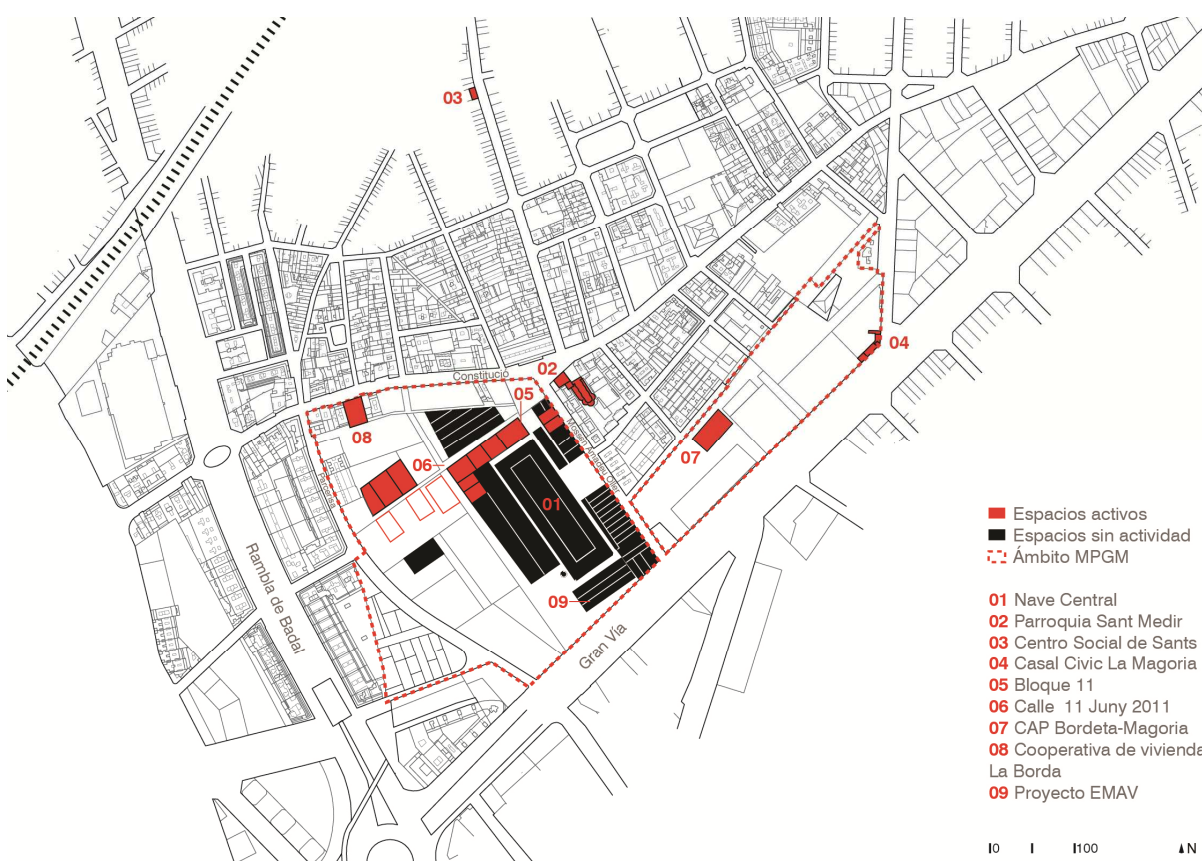 03
04
02
Constitució
05
08
06
07
01
09
Rambla de Badal
Gran Via
Espacios activos
Espacios sin actividad
Ámbito MPGM
01 Nave Central
02 Parroquia Sant Medir
03 Centro Social de Sants
04 Casal Civic La Magoria
05 Bloque 11
06 Calle 11 Juny 2011
07 CAP Bordeta-Magoria
08 Cooperativa de vivienda
La Borda
09 Proyecto EMAV
0 100 N